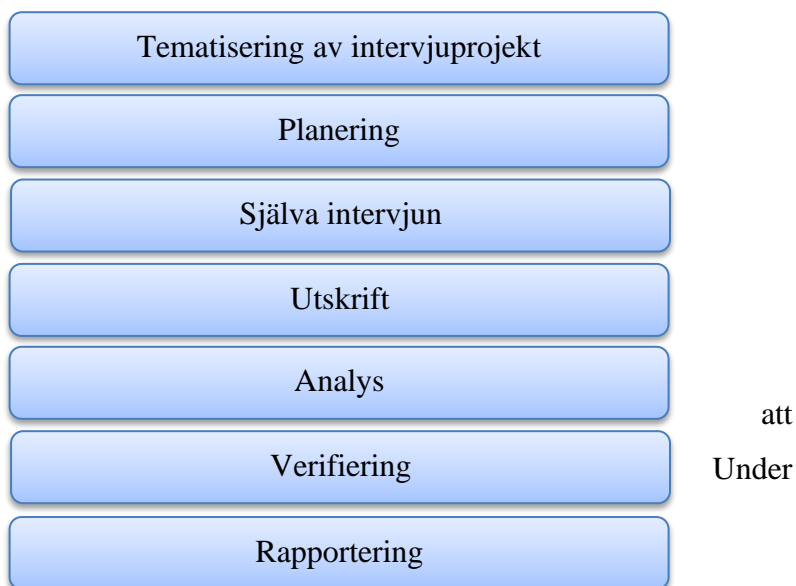 Tematisering av intervjuprojekt
Planering
Själva intervjun
Utskrift
Analys
att
Verifiering
Under
Rapportering